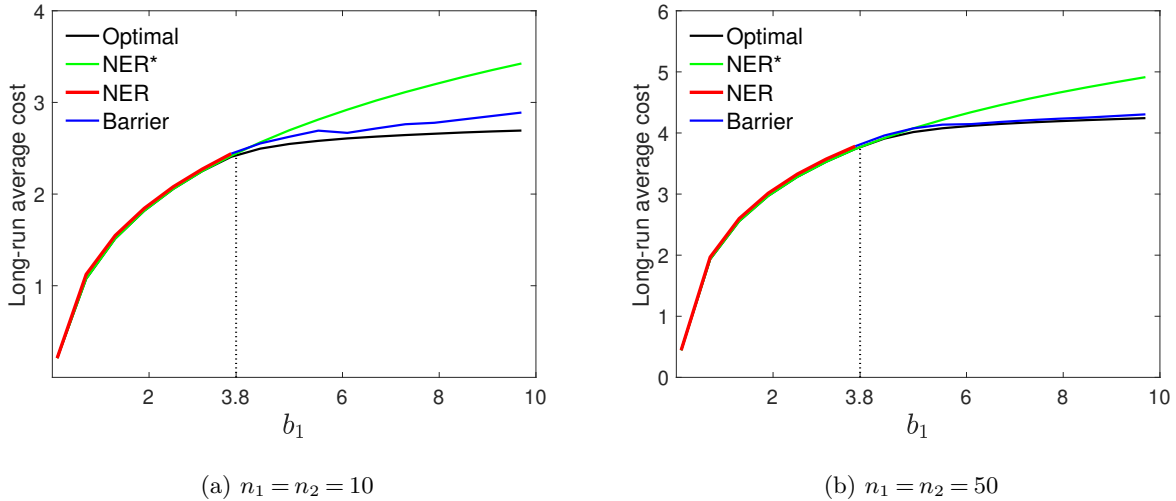 4
3
2
1
Long-run average cost
Optimal
NER*
NER
Barrier
2
3.8
6
8
10
b₁
(a) n₁ = n₂ = 10
6
5
4
3
2
1
0
Long-run average cost
Optimal
NER*
NER
Barrier
2
3.8
6
8
10
b₁
(b) n₁ = n₂ = 50